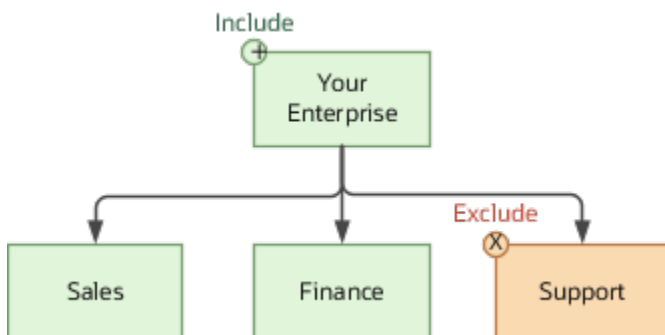 Include
+
Your
Enterprise
Exclude
X
Sales
Finance
Support